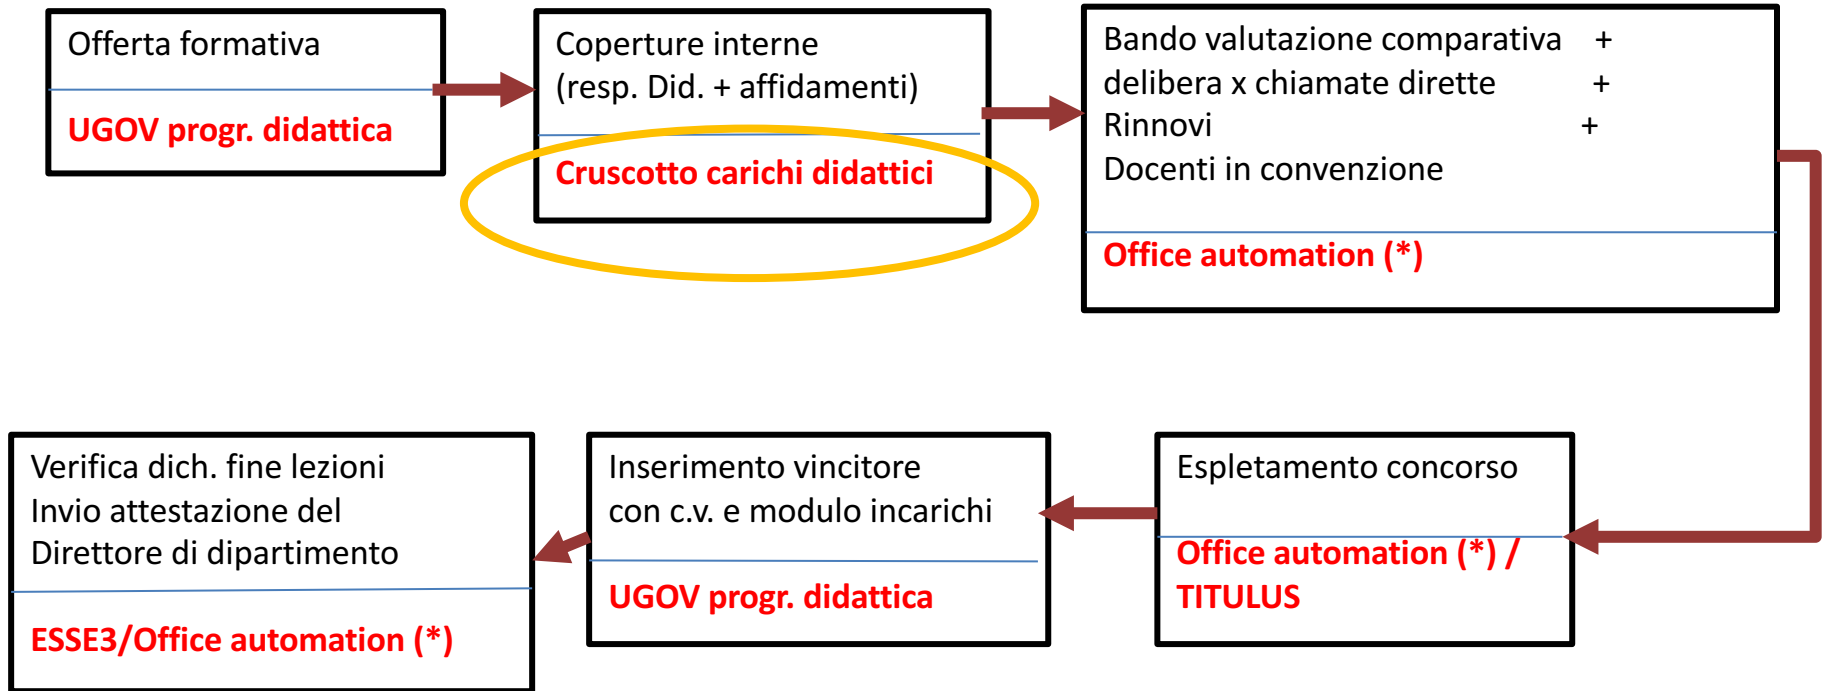 Offerta formativa
UGOV progr. didattica
Coperture interne
(resp. Did. + affidamenti)
Cruscotto carichi didattici
Bando valutazione comparativa +
delibera x chiamate dirette +
Rinnovi +
Docenti in convenzione
Office automation (*)
Verifica dich. fine lezioni
Invio attestazione del
Direttore di dipartimento
ESSE3/Office automation (*)
Inserimento vincitore
con c.v. e modulo incarichi
UGOV progr. didattica
Espletamento concorso
Office automation (*) /
TITULUS